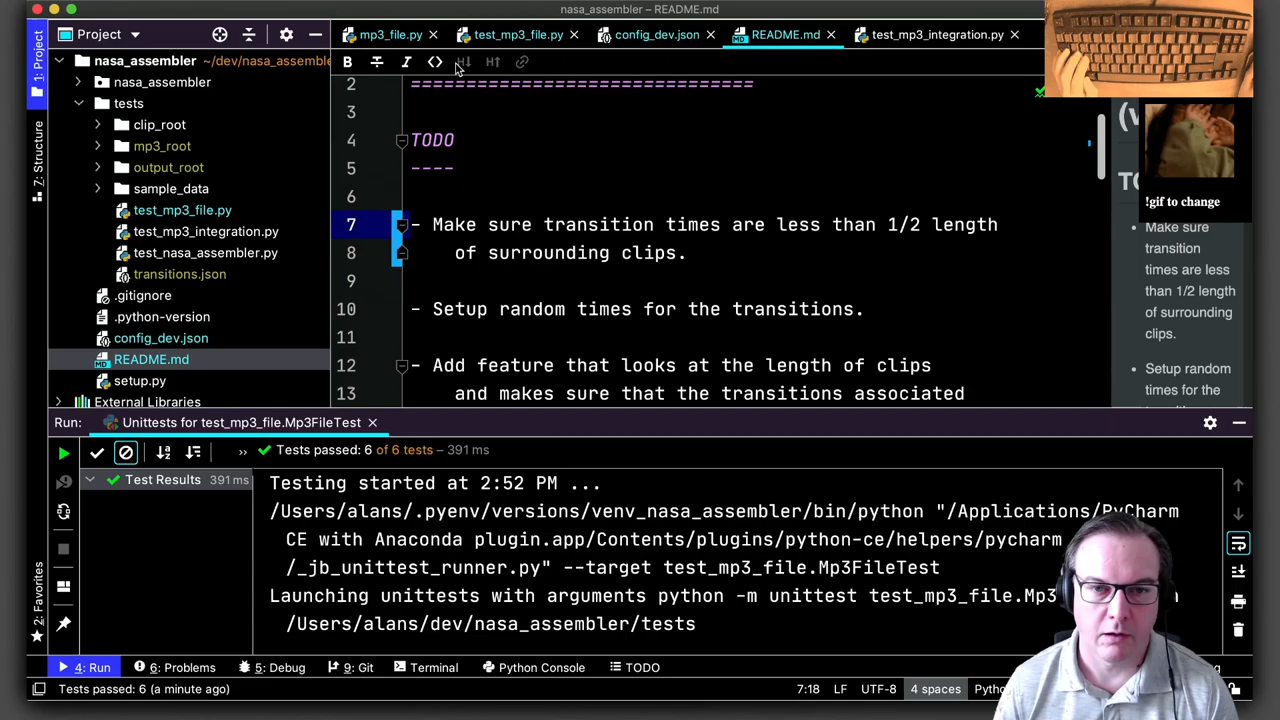 nasa_assembler – README.md
Project
mp3_file.py
test_mp3_file.py
config_dev.json
README.md
test_mp3_integration.py
1: Project
7: Structure
2: Favorites
nasa_assembler ~/dev/nasa_assemble
nasa_assembler
tests
clip_root
mp3_root
output_root
sample_data
test_mp3_file.py
test_mp3_integration.py
test_nasa_assembler.py
transitions.json
.gitignore
.python-version
config_dev.json
README.md
setup.py
External Libraries
B I <> H↓ H↑
2 ===============================
3
4 TODO
5 ----
6
7 - Make sure transition times are less than 1/2 length
8 of surrounding clips.
9
10 - Setup random times for the transitions.
11
12 - Add feature that looks at the length of clips
13 and makes sure that the transitions associated
!gif to change
Make sure
transition
times are less
than 1/2 length
of surrounding
clips.
Setup random
times for the
Run: Unittests for test_mp3_file.Mp3FileTest
Tests passed: 6 of 6 tests – 391 ms
Test Results 391 ms
Testing started at 2:52 PM ...
/Users/alans/.pyenv/versions/venv_nasa_assembler/bin/python "/Applications/PyCharm
CE with Anaconda plugin.app/Contents/plugins/python-ce/helpers/pycharm
/_jb_unittest_runner.py" --target test_mp3_file.Mp3FileTest
Launching unittests with arguments python -m unittest test_mp3_file.Mp3
/Users/alans/dev/nasa_assembler/tests
4: Run 6: Problems 5: Debug 9: Git Terminal Python Console TODO
Tests passed: 6 (a minute ago) 7:18 LF UTF-8 4 spaces